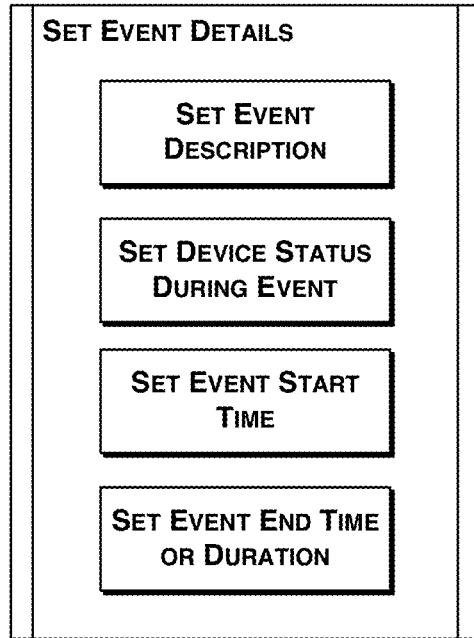 SET EVENT DETAILS
SET EVENT
DESCRIPTION
SET DEVICE STATUS
DURING EVENT
SET EVENT START
TIME
SET EVENT END TIME
OR DURATION